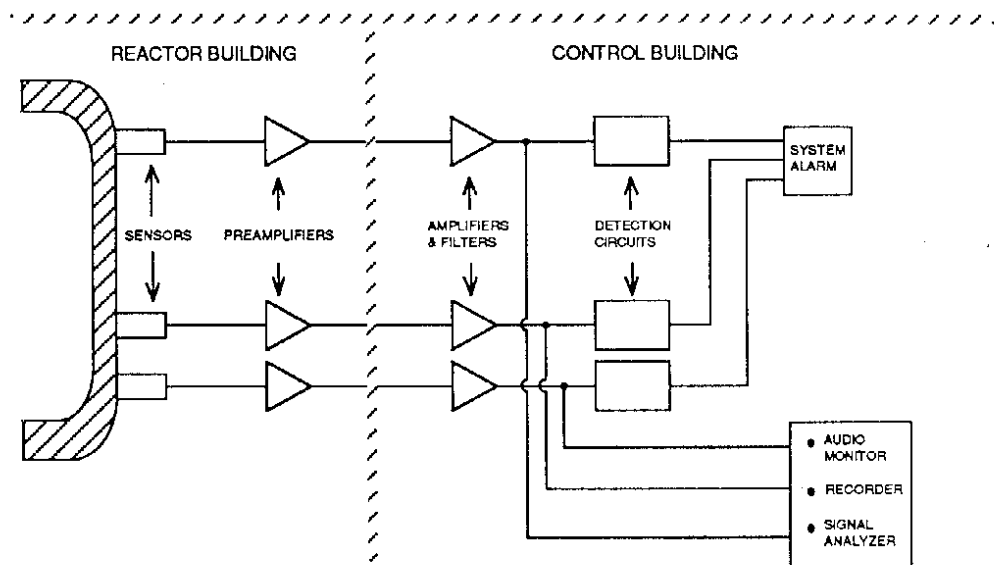 REACTOR BUILDING
CONTROL BUILDING
SYSTEM
ALARM
SENSORS
PREAMPLIFIERS
AMPLIFIERS
& FILTERS
DETECTION
CIRCUITS
• AUDIO
MONITOR
• RECORDER
• SIGNAL
ANALYZER